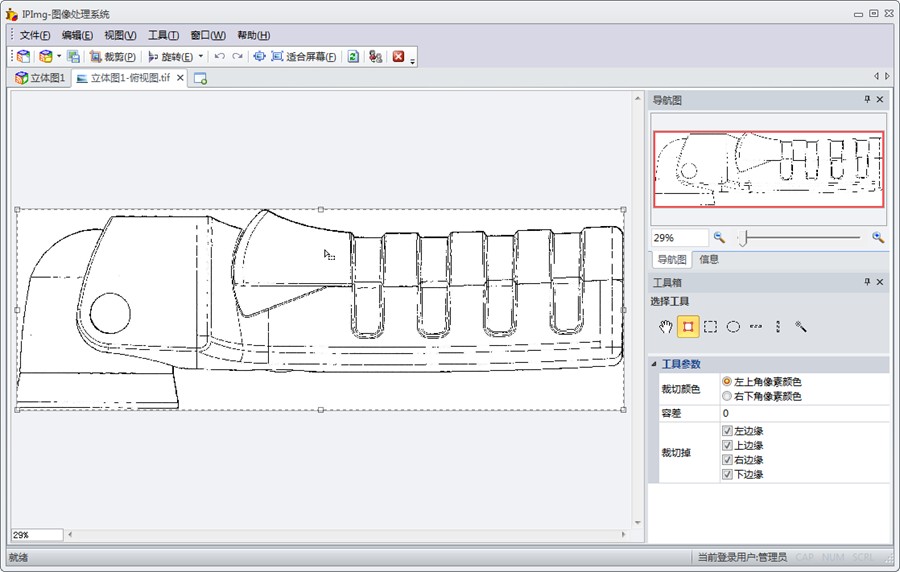 IPImg-图像处理系统
文件(F) 编辑(E) 视图(V) 工具(T) 窗口(W) 帮助(H)
裁剪(P) 旋转(E) 适合屏幕(F)
立体图1 立体图1-俯视图.tif
导航图
29%
导航图 信息
工具箱
选择工具
工具参数
裁切颜色 左上角像素颜色
右下角像素颜色
容差 0
裁切掉 左边缘
上边缘
右边缘
下边缘
29%
就绪 当前登录用户:管理员 CAP NUM SCRL